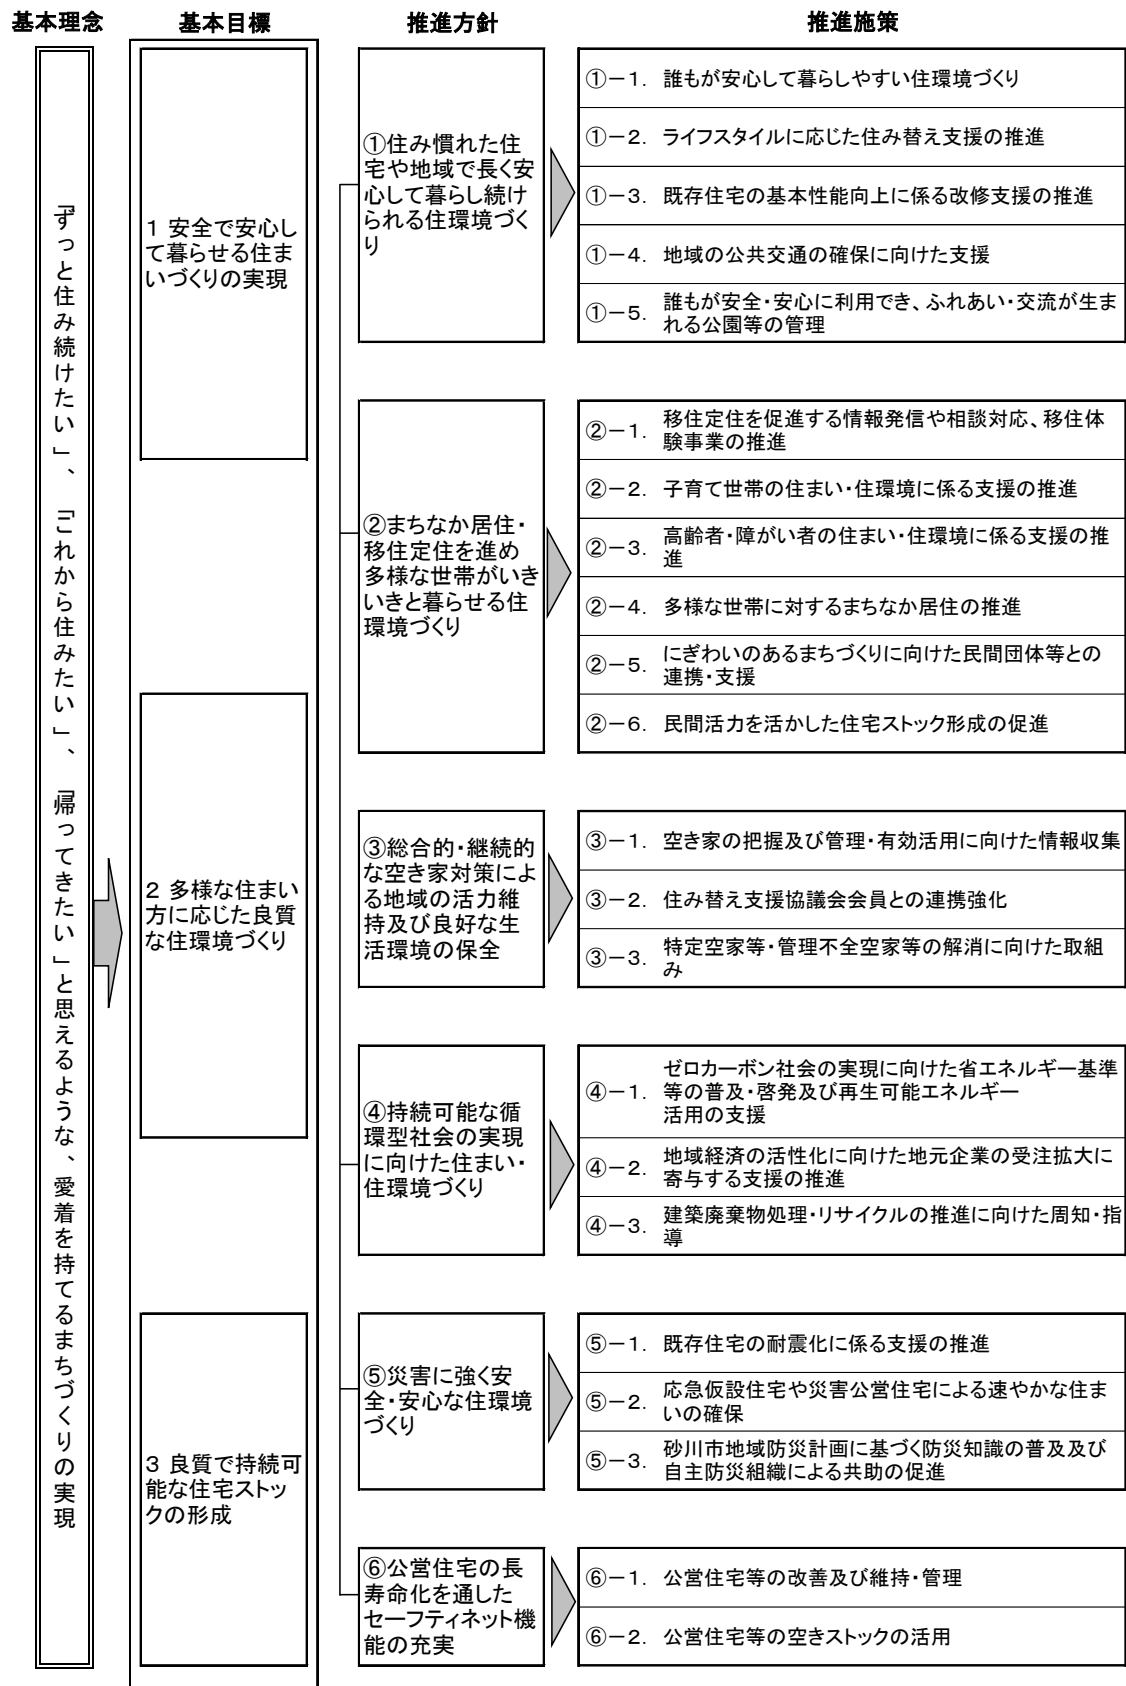 基本理念
基本目標
推進方針
推進施策
「ずっと住み続けたい」、「これから住みたい」、「帰ってきたい」と思えるような、愛着を持てるまちづくりの実現
1 安全で安心し
て暮らせる住ま
いづくりの実現
2 多様な住まい
方に応じた良質
な住環境づくり
3 良質で持続可
能な住宅ストッ
クの形成
①住み慣れた住
宅や地域で長く安
心して暮らし続け
られる住環境づく
り
①－1. 誰もが安心して暮らしやすい住環境づくり
①－2. ライフスタイルに応じた住み替え支援の推進
①－3. 既存住宅の基本性能向上に係る改修支援の推進
①－4. 地域の公共交通の確保に向けた支援
①－5. 誰もが安全・安心に利用でき、ふれあい・交流が生ま
れる公園等の管理
②まちなか居住・
移住定住を進め
多様な世帯がいき
いきと暮らせる住
環境づくり
②－1. 移住定住を促進する情報発信や相談対応、移住体
験事業の推進
②－2. 子育て世帯の住まい・住環境に係る支援の推進
②－3. 高齢者・障がい者の住まい・住環境に係る支援の推
進
②－4. 多様な世帯に対するまちなか居住の推進
②－5. にぎわいのあるまちづくりに向けた民間団体等との
連携・支援
②－6. 民間活力を活かした住宅ストック形成の促進
③総合的・継続的
な空き家対策によ
る地域の活力維
持及び良好な生
活環境の保全
③－1. 空き家の把握及び管理・有効活用に向けた情報収集
③－2. 住み替え支援協議会会員との連携強化
③－3. 特定空家等・管理不全空家等の解消に向けた取組
み
④持続可能な循
環型社会の実現
に向けた住まい・
住環境づくり
④－1. ゼロカーボン社会の実現に向けた省エネルギー基準
等の普及・啓発及び再生可能エネルギー
活用の支援
④－2. 地域経済の活性化に向けた地元企業の受注拡大に
寄与する支援の推進
④－3. 建築廃棄物処理・リサイクルの推進に向けた周知・指
導
⑤災害に強く安
全・安心な住環境
づくり
⑤－1. 既存住宅の耐震化に係る支援の推進
⑤－2. 応急仮設住宅や災害公営住宅による速やかな住ま
いの確保
⑤－3. 砂川市地域防災計画に基づく防災知識の普及及び
自主防災組織による共助の促進
⑥公営住宅の長
寿命化を通した
セーフティネット機
能の充実
⑥－1. 公営住宅等の改善及び維持・管理
⑥－2. 公営住宅等の空きストックの活用